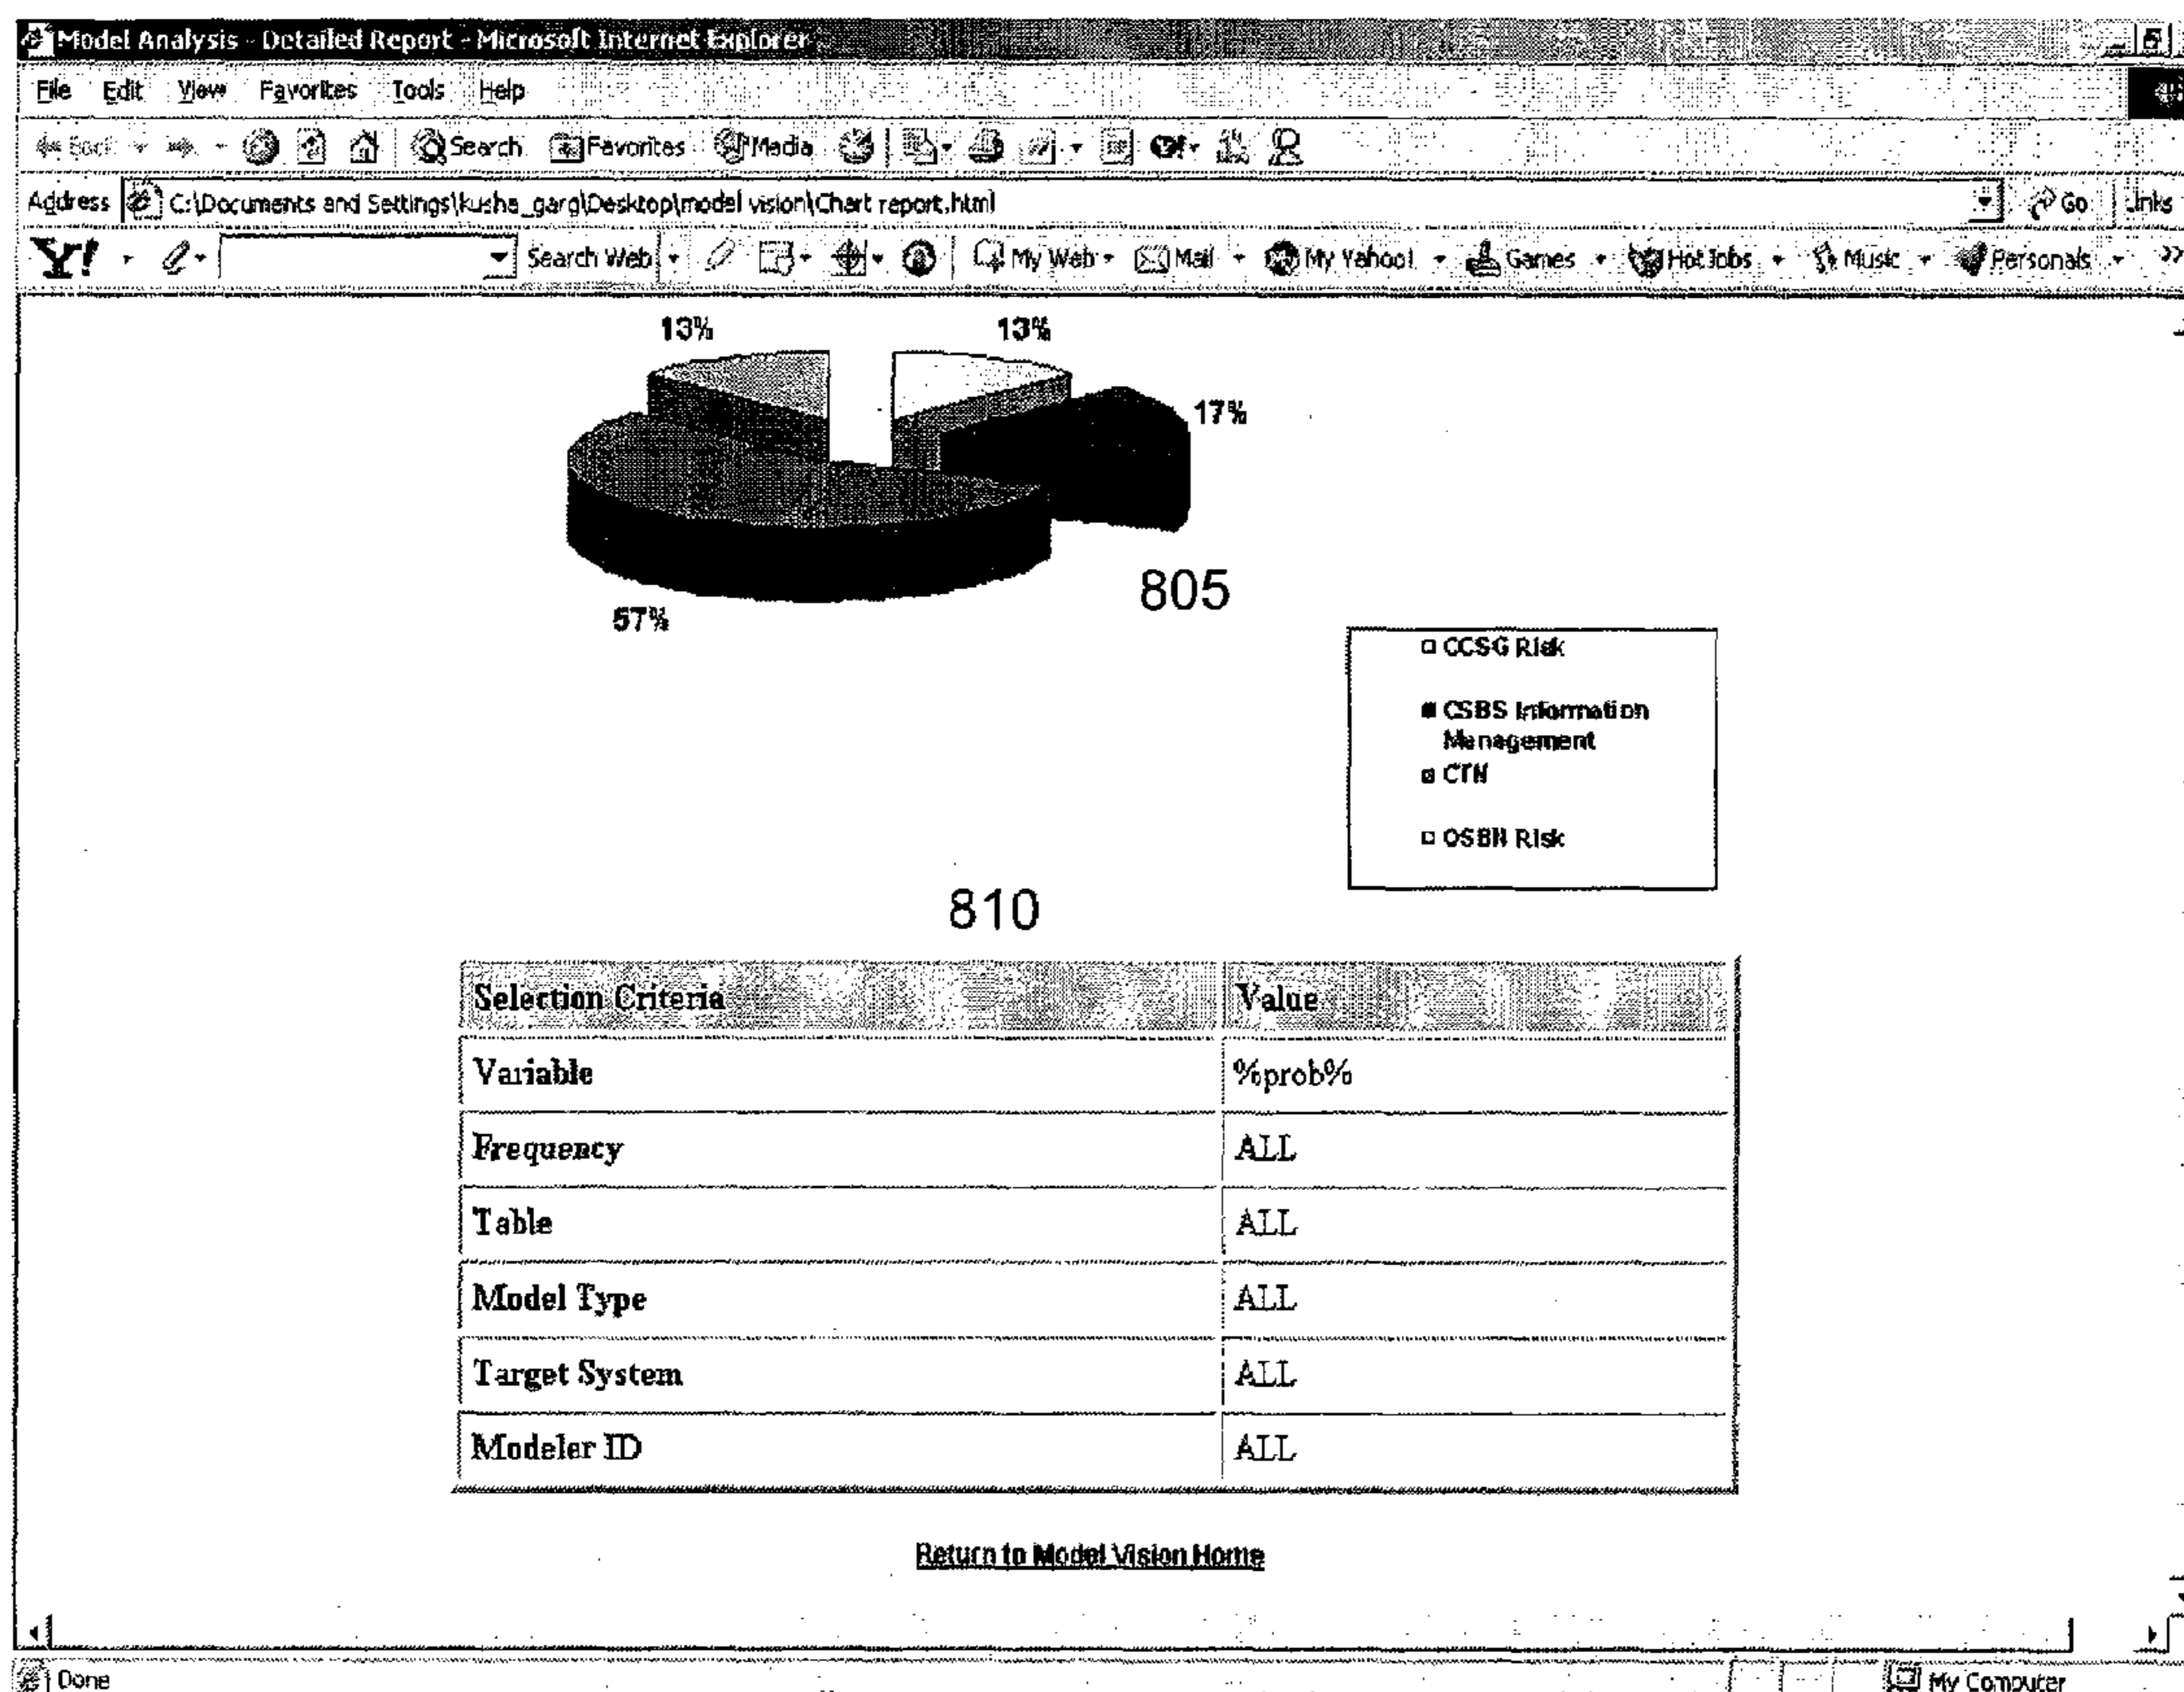 Model Analysis - Detailed Report - Microsoft Internet Explorer
File Edit View Favorites Tools Help
Back Search Favorites Media
Address C:\Documents and Settings\kusha_garg\Desktop\model vision\Chart report.html Go Links
Y! Search Web My Web Mail My Yahoo! Games HotJobs Music Personals »
13% 13%
17%
57%
805
CCSG Risk
CSBS Information
Management
CTN
OSBN Risk
810
Selection Criteria Value
Variable %prob%
Frequency ALL
Table ALL
Model Type ALL
Target System ALL
Modeler ID ALL
Return to Model Vision Home
Done My Computer